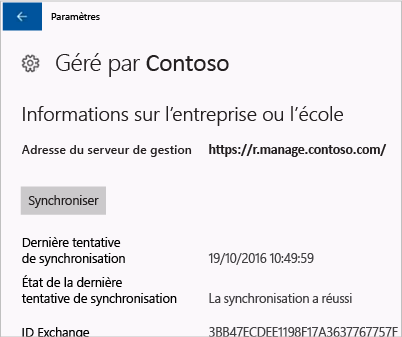 Paramètres
Géré par Contoso
Informations sur l'entreprise ou l'école
Adresse du serveur de gestion https://r.manage.contoso.com/
Synchroniser
Dernière tentative
de synchronisation 19/10/2016 10:49:59
État de la dernière
tentative de synchronisation La synchronisation a réussi
ID Exchange 3BB47ECDEE1198F17A3637767757F